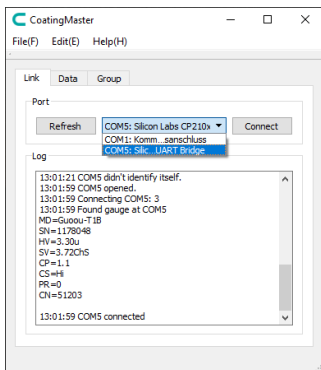 CoatingMaster
File(F) Edit(E) Help(H)
Link Data Group
Port
Refresh COM5: Silicon Labs CP210x Connect
COM1: Komm...sanschluss
COM5: Silic...UART Bridge
Log
13:01:21 COM5 didn't identify itself.
13:01:59 COM5 opened.
13:01:59 Connecting COM5: 3
13:01:59 Found gauge at COM5
MD=Guoou-T1B
SN=1178048
HV=3.30u
SV=3.72ChS
CP=1.1
CS=Hi
PR=0
CN=51203
13:01:59 COM5 connected